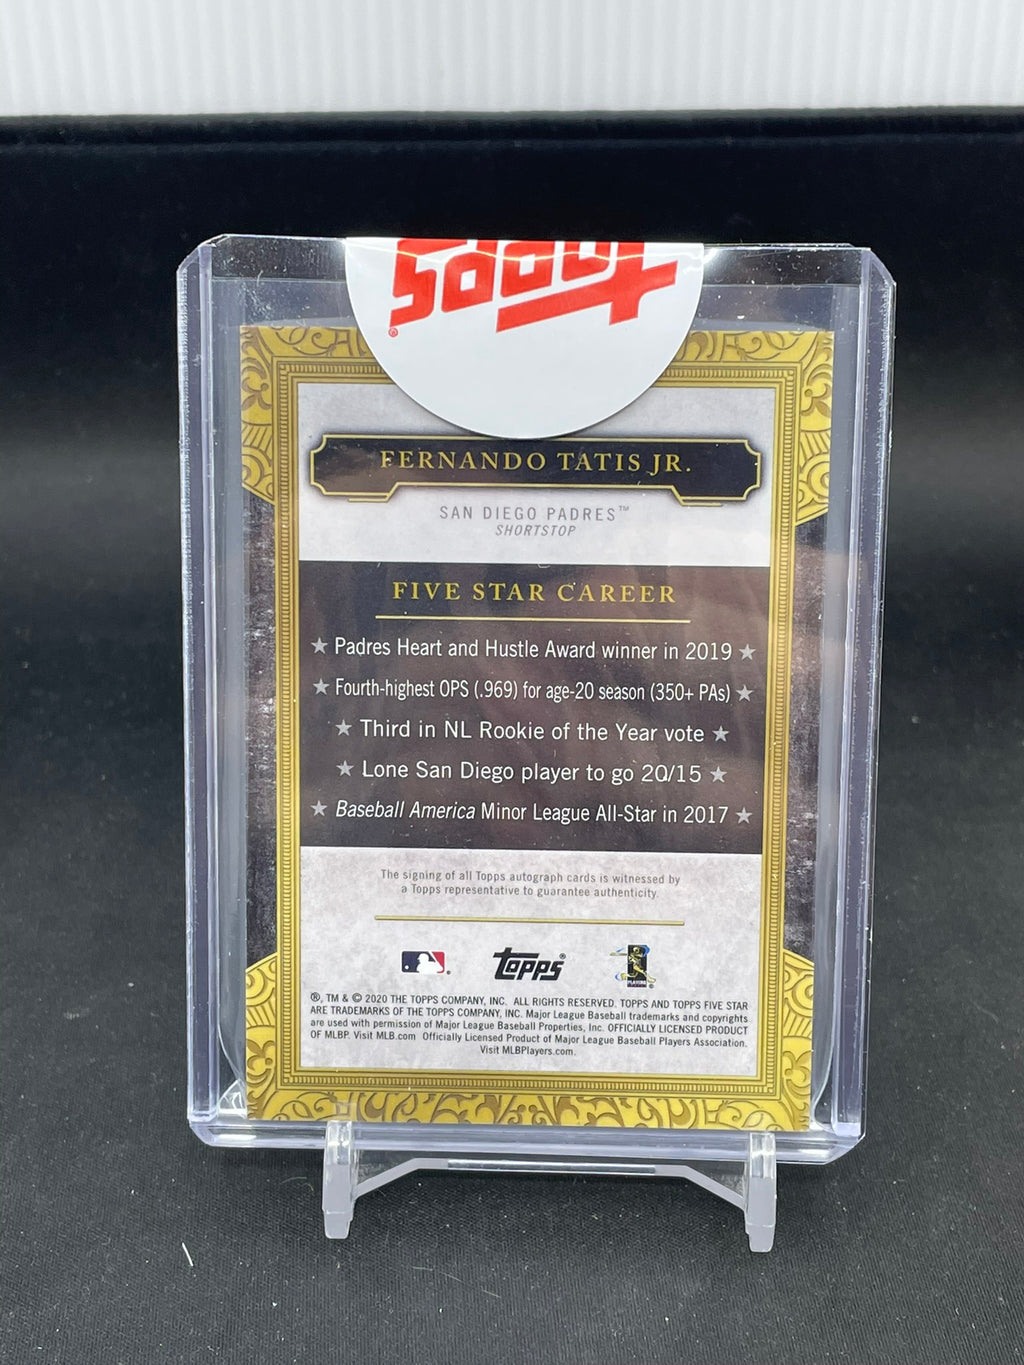 topps
®
FERNANDO TATIS JR.
SAN DIEGO PADRES™
SHORTSTOP
FIVE STAR CAREER
★ Padres Heart and Hustle Award winner in 2019 ★
★ Fourth-highest OPS (.969) for age-20 season (350+ PAs) ★
★ Third in NL Rookie of the Year vote ★
★ Lone San Diego player to go 20/15 ★
★ Baseball America Minor League All-Star in 2017 ★
The signing of all Topps autograph cards is witnessed by
a Topps representative to guarantee authenticity.
® topps® 
®, TM & © 2020 THE TOPPS COMPANY, INC. ALL RIGHTS RESERVED. TOPPS AND TOPPS FIVE STAR
ARE TRADEMARKS OF THE TOPPS COMPANY, INC. Major League Baseball trademarks and copyrights
are used with permission of Major League Baseball Properties, Inc. OFFICIALLY LICENSED PRODUCT
OF MLBP. Visit MLB.com Officially Licensed Product of Major League Baseball Players Association.
Visit MLBPlayers.com.